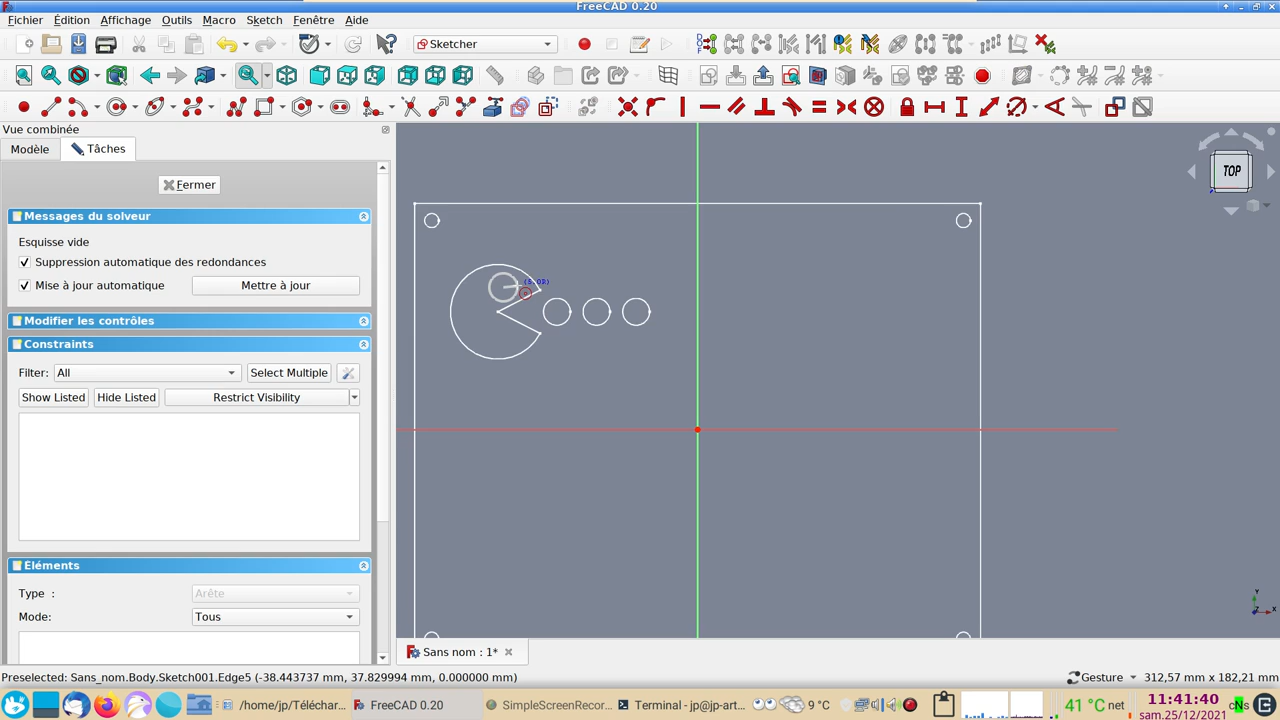 FreeCAD 0.20
Fichier Édition Affichage Outils Macro Sketch Fenêtre Aide
Sketcher
Vue combinée
Modèle Tâches
Fermer
Messages du solveur
Esquisse vide
Suppression automatique des redondances
Mise à jour automatique Mettre à jour
Modifier les contrôles
Constraints
Filter: All Select Multiple
Show Listed Hide Listed Restrict Visibility
Éléments
Type : Arête
Mode: Tous
TOP
(5,0R)
Y
Z X
Sans nom : 1*
Preselected: Sans_nom.Body.Sketch001.Edge5 (-38.443737 mm, 37.829994 mm, 0.000000 mm)
Gesture 312,57 mm x 182,21 mm
/home/jp/Téléchar... FreeCAD 0.20 SimpleScreenRecor... Terminal - jp@jp-art... 9 °C 41 °C net 11:41:40
sam.25/12/2021